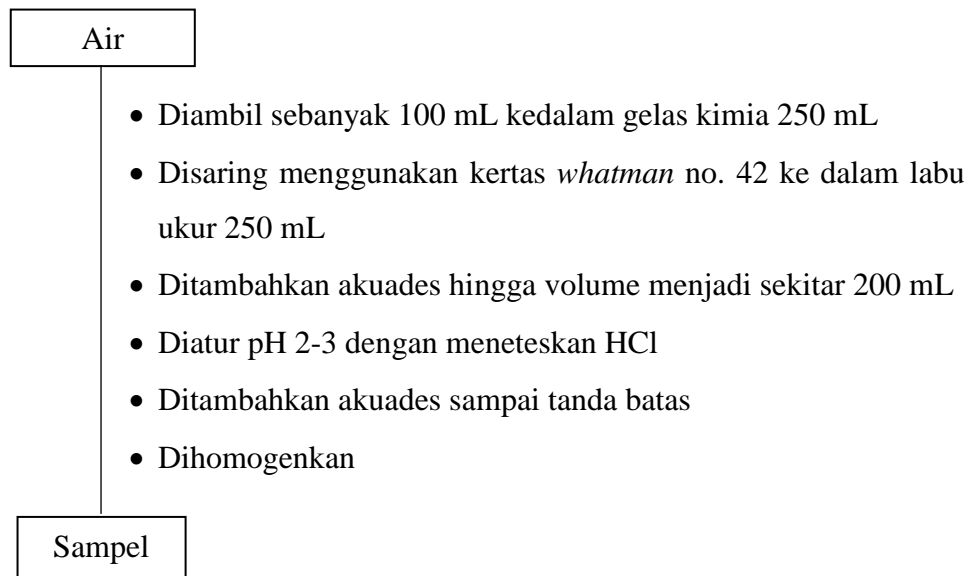 Air
• Diambil sebanyak 100 mL kedalam gelas kimia 250 mL
• Disaring menggunakan kertas whatman no. 42 ke dalam labu
ukur 250 mL
• Ditambahkan akuades hingga volume menjadi sekitar 200 mL
• Diatur pH 2-3 dengan meneteskan HCl
• Ditambahkan akuades sampai tanda batas
• Dihomogenkan
Sampel